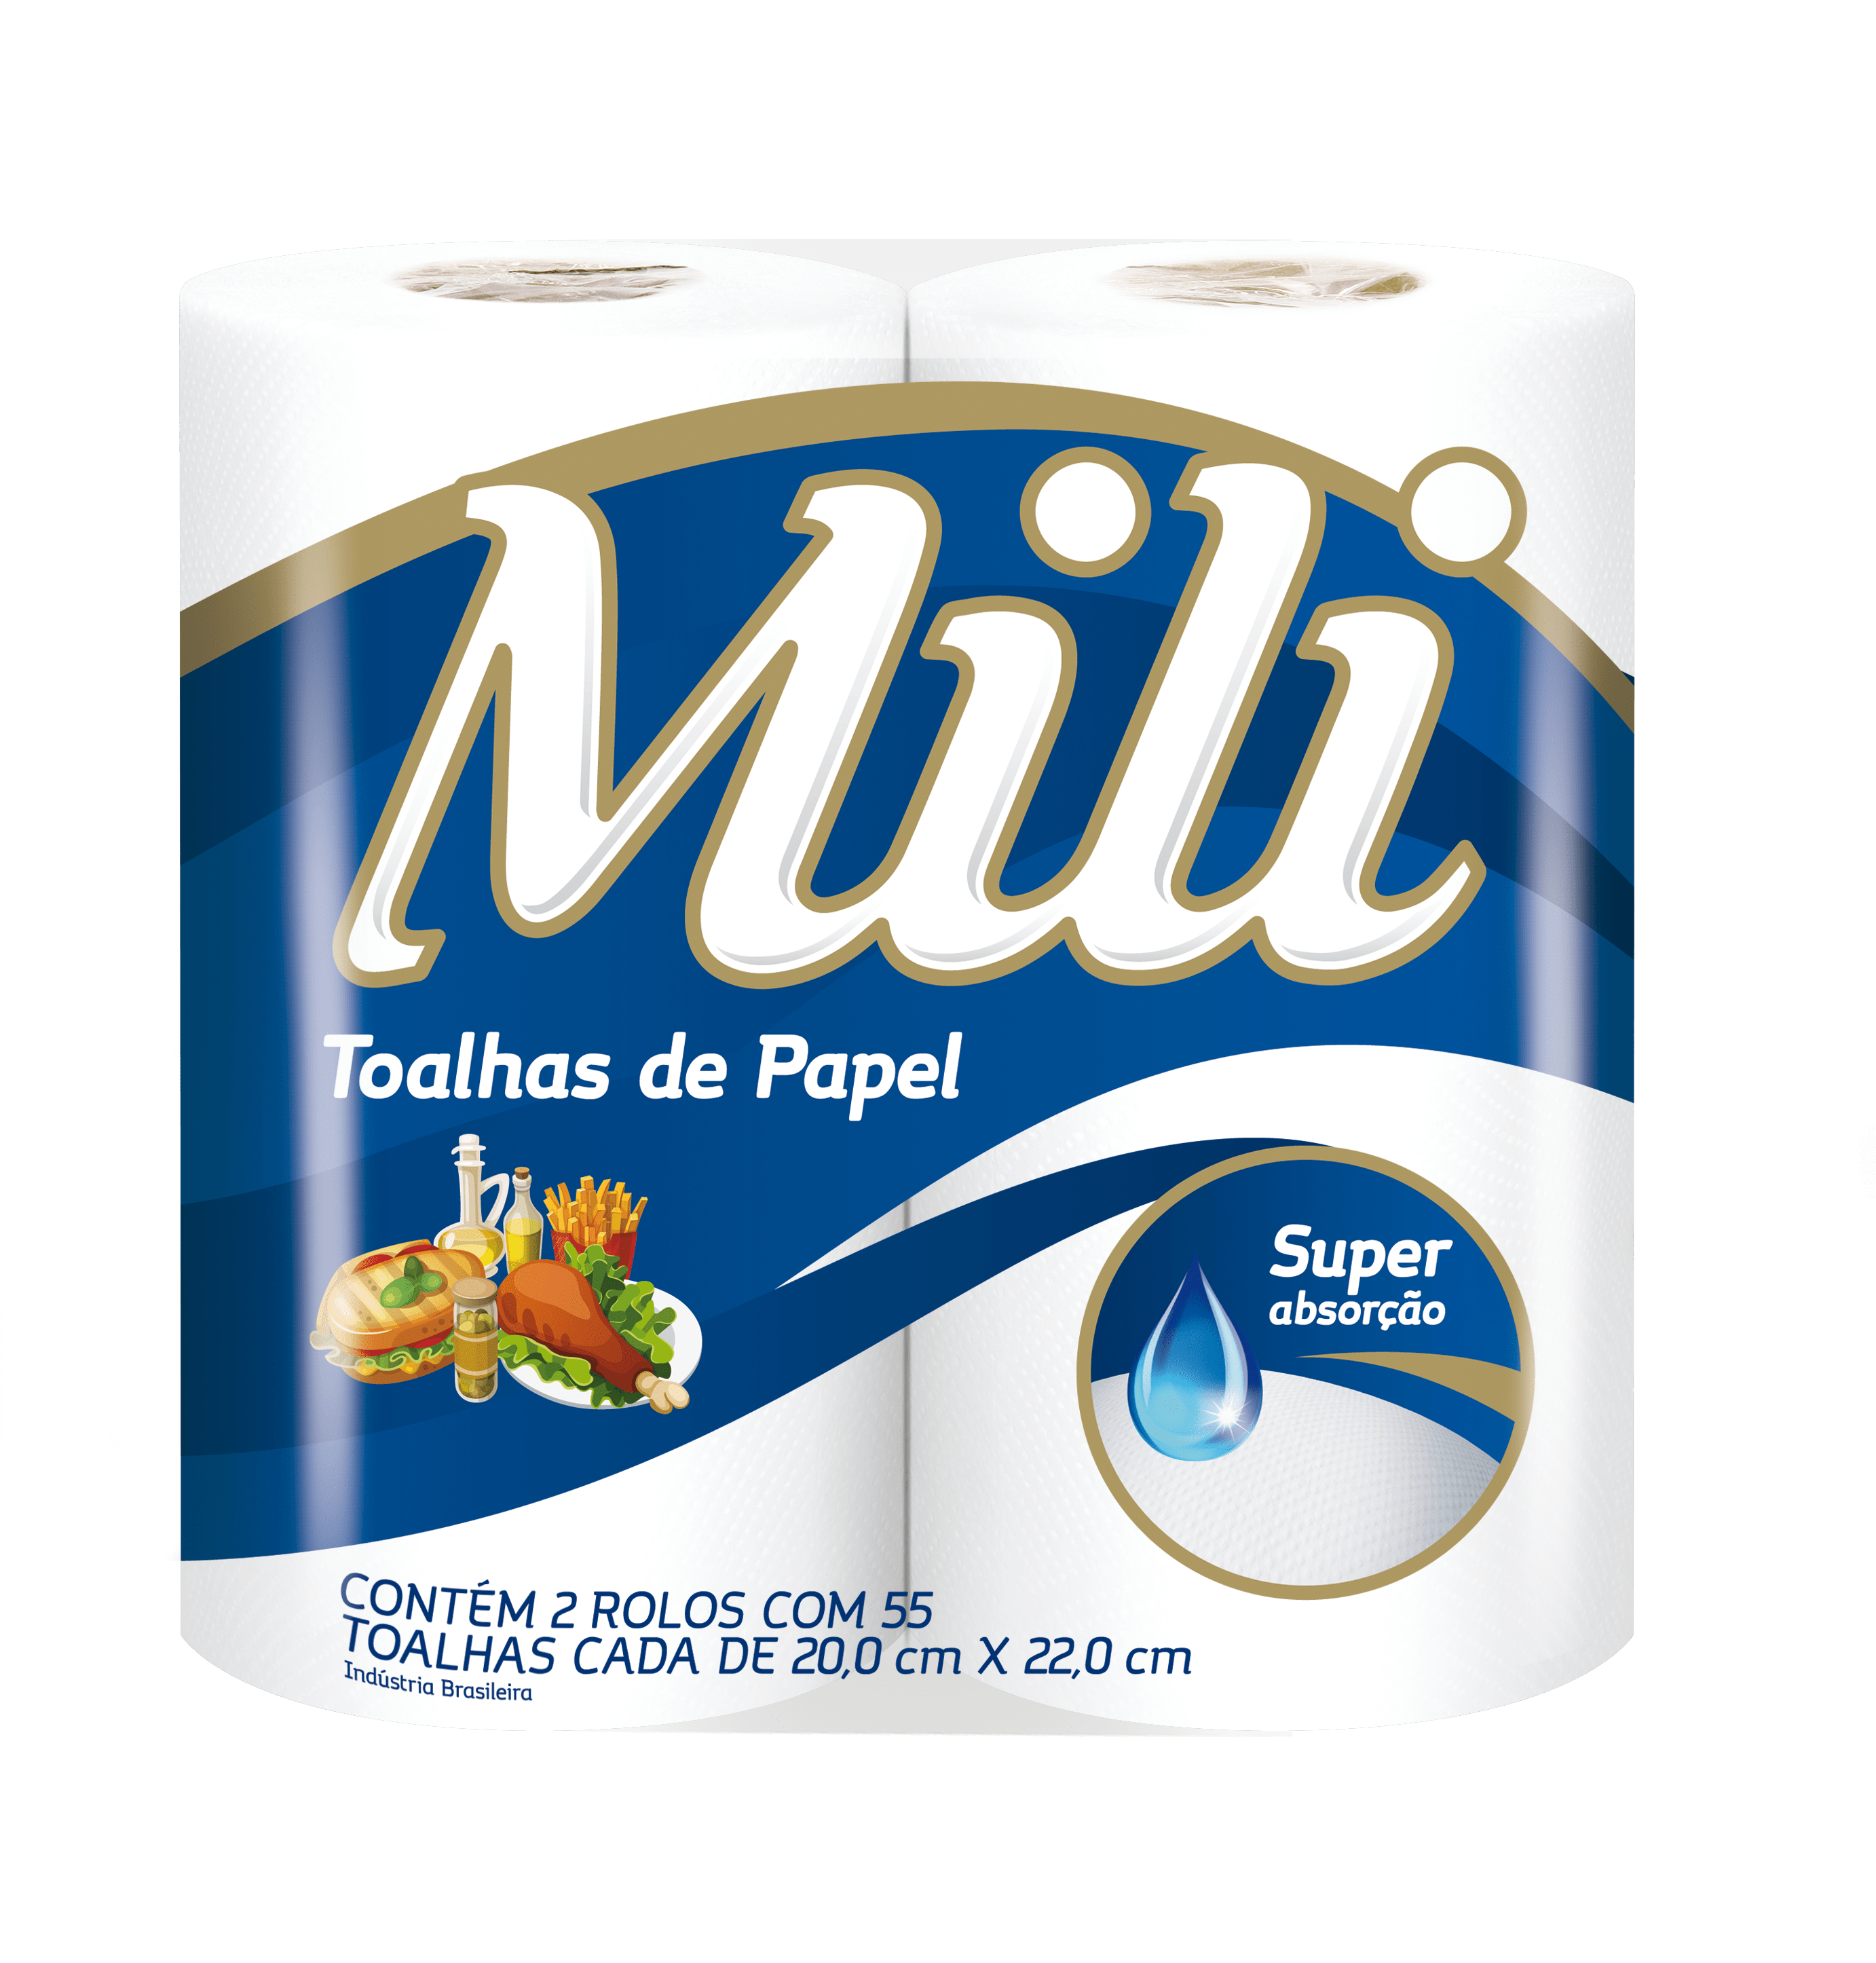 Mili
Toalhas de Papel
Super
absorção
CONTÉM 2 ROLOS COM 55
TOALHAS CADA DE 20,0 cm X 22,0 cm
Indústria Brasileira